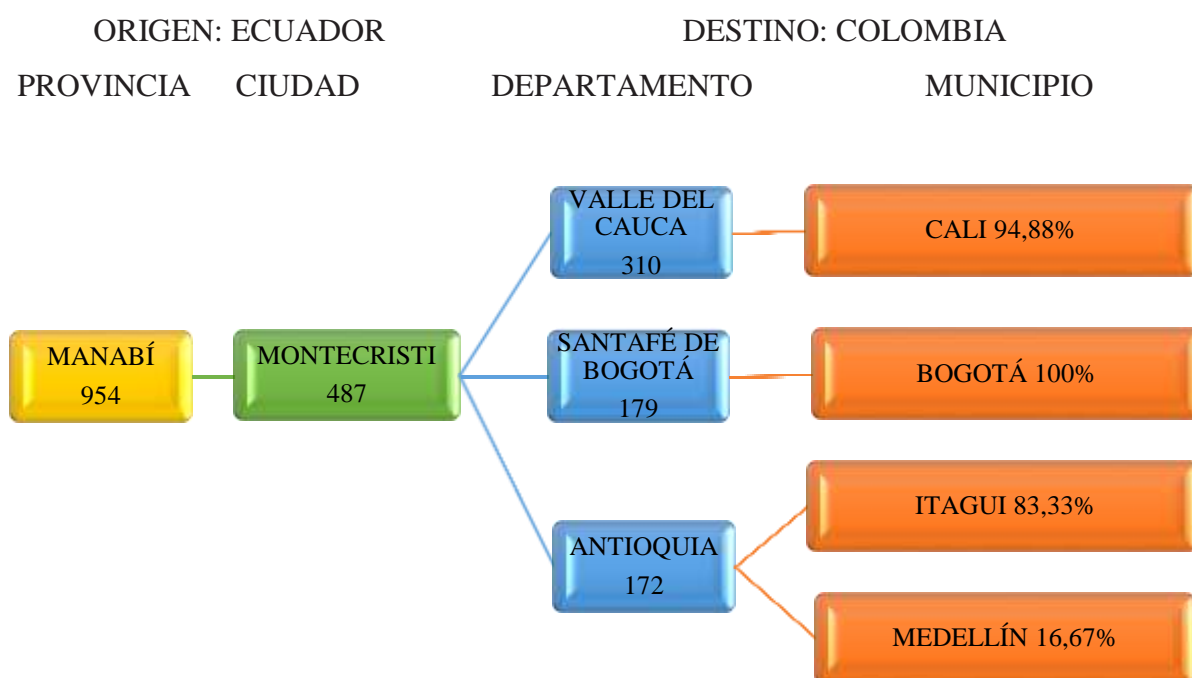 ORIGEN: ECUADOR
DESTINO: COLOMBIA
PROVINCIA
CIUDAD
DEPARTAMENTO
MUNICIPIO
MANABÍ
954
MONTECRISTI
487
VALLE DEL
CAUCA
310
CALI 94,88%
SANTAFÉ DE
BOGOTÁ
179
BOGOTÁ 100%
ANTIOQUIA
172
ITAGUI 83,33%
MEDELLÍN 16,67%